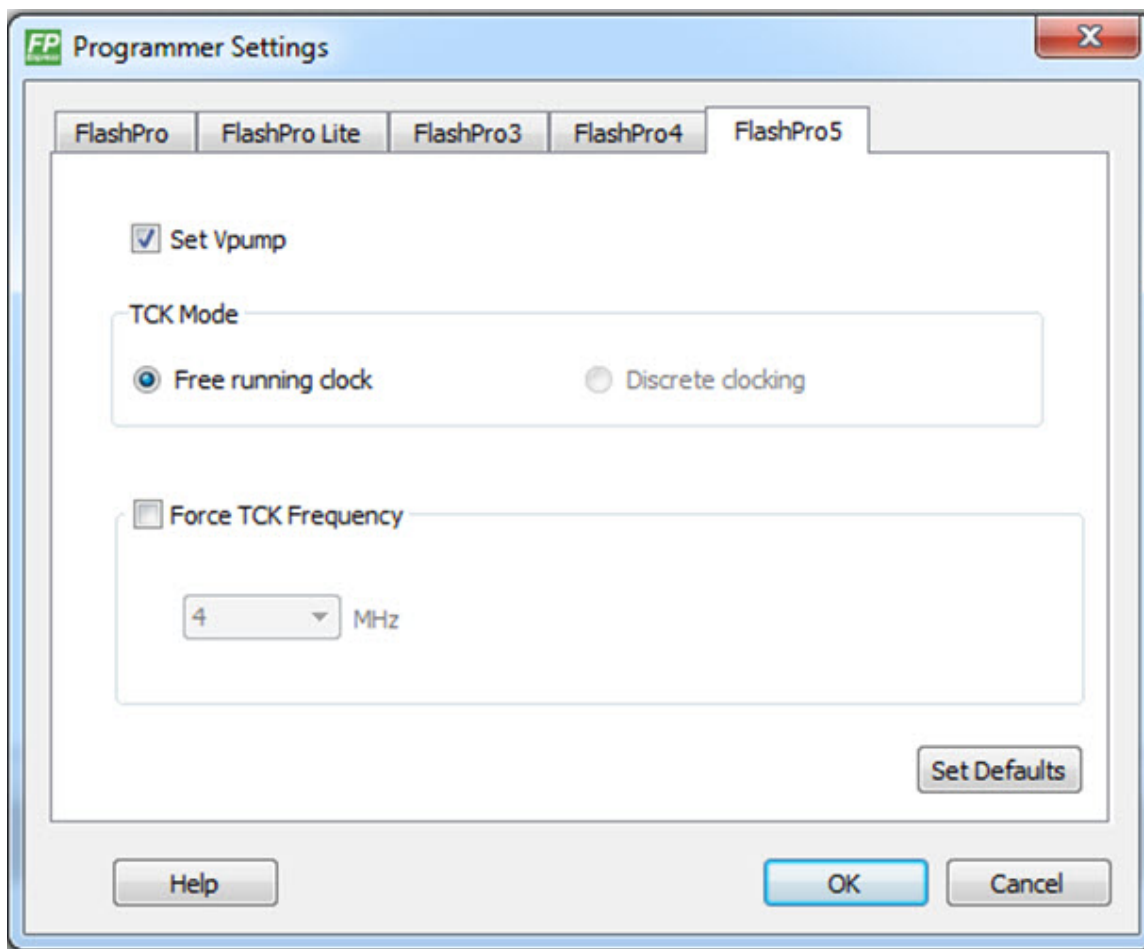 FP Programmer Settings
FlashPro FlashPro Lite FlashPro3 FlashPro4 FlashPro5
Set Vpump
TCK Mode
Free running clock Discrete clocking
Force TCK Frequency
4 MHz
Set Defaults
Help OK Cancel